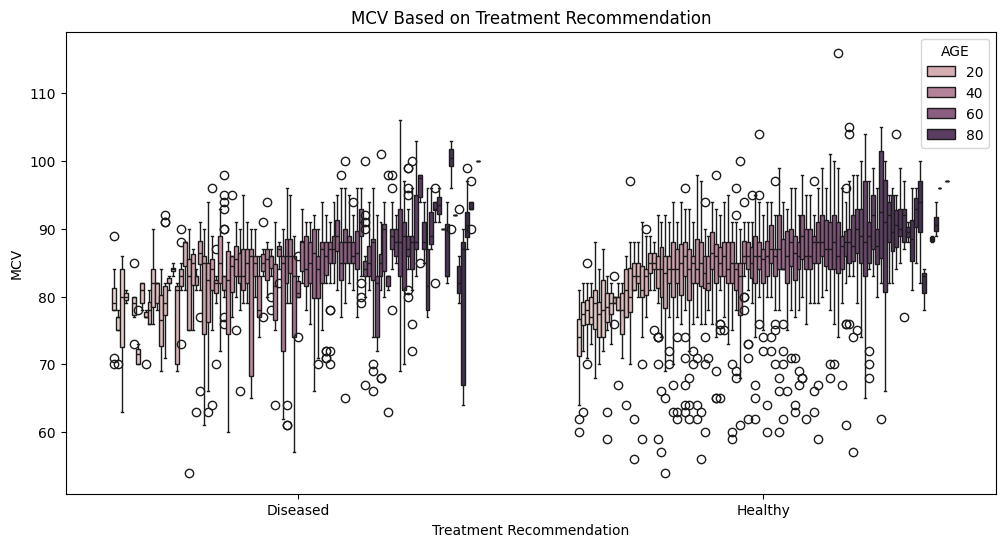 MCV Based on Treatment Recommendation
AGE
20
40
60
80
MCV
110
100
90
80
70
60
Diseased
Healthy
Treatment Recommendation